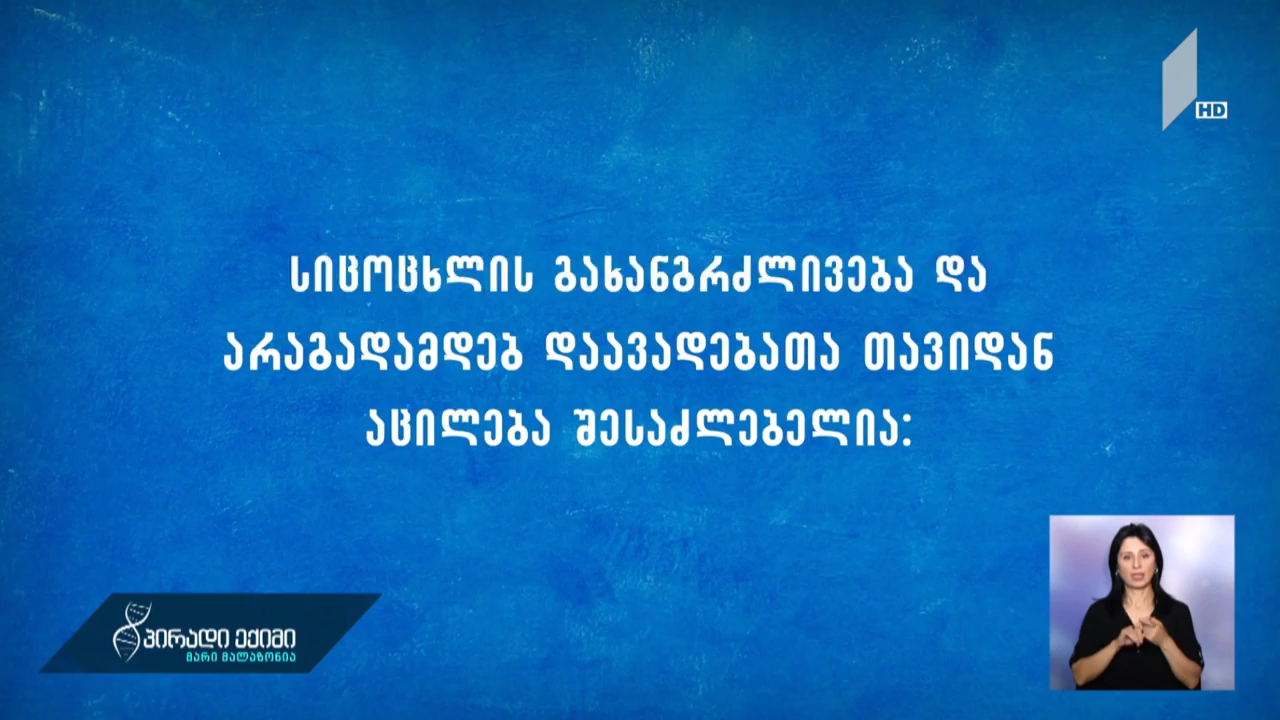 HD
სიცოცხლის გახანგრძლივება და
არაგადამდებ დაავადებათა თავიდან
აცილება შესაძლებელია:
პირადი ექიმი
მარი მალაზონია